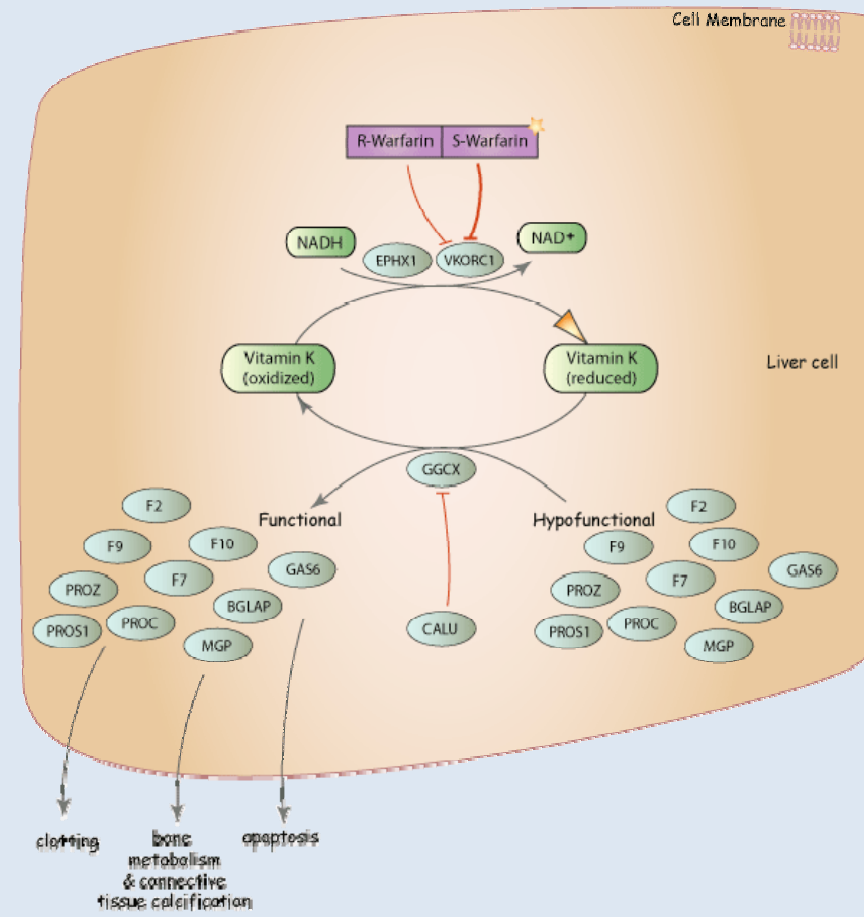 Cell Membrane
R-Warfarin S-Warfarin
NADH
NAD+
EPHX1
VKORC1
Vitamin K
(oxidized)
Vitamin K
(reduced)
Liver cell
GGCX
Functional
Hypofunctional
F2
F9
F10
F7
GAS6
PROZ
BGLAP
PROS1
PROC
MGP
CALU
F2
F9
F10
F7
GAS6
PROZ
BGLAP
PROS1
PROC
MGP
clotting
bone
metabolism
& connective
tissue calcification
apoptosis